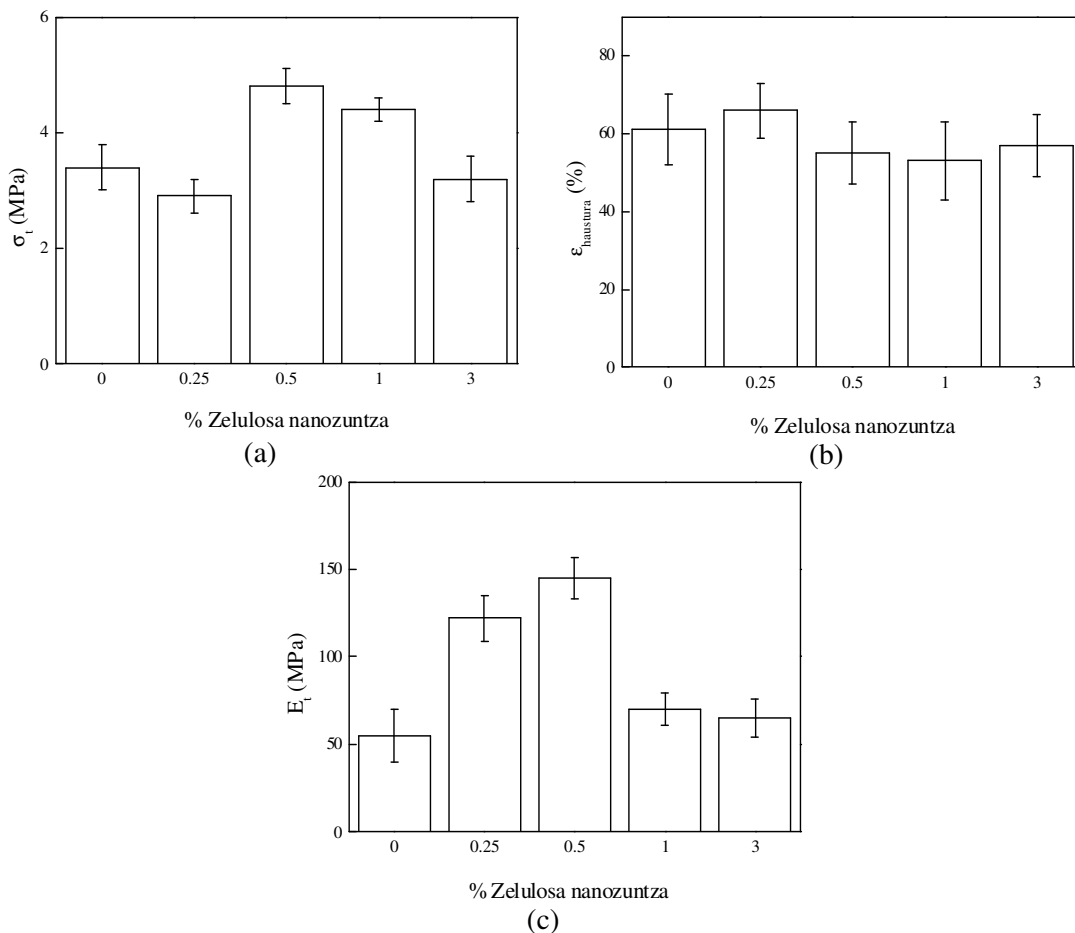 6
4
2
0
σt (MPa)
0 0.25 0.5 1 3
% Zelulosa nanozuntza
(a)
80
60
40
20
0
εhaustura (%)
0 0.25 0.5 1 3
% Zelulosa nanozuntza
(b)
200
150
100
50
0
Et (MPa)
0 0.25 0.5 1 3
% Zelulosa nanozuntza
(c)